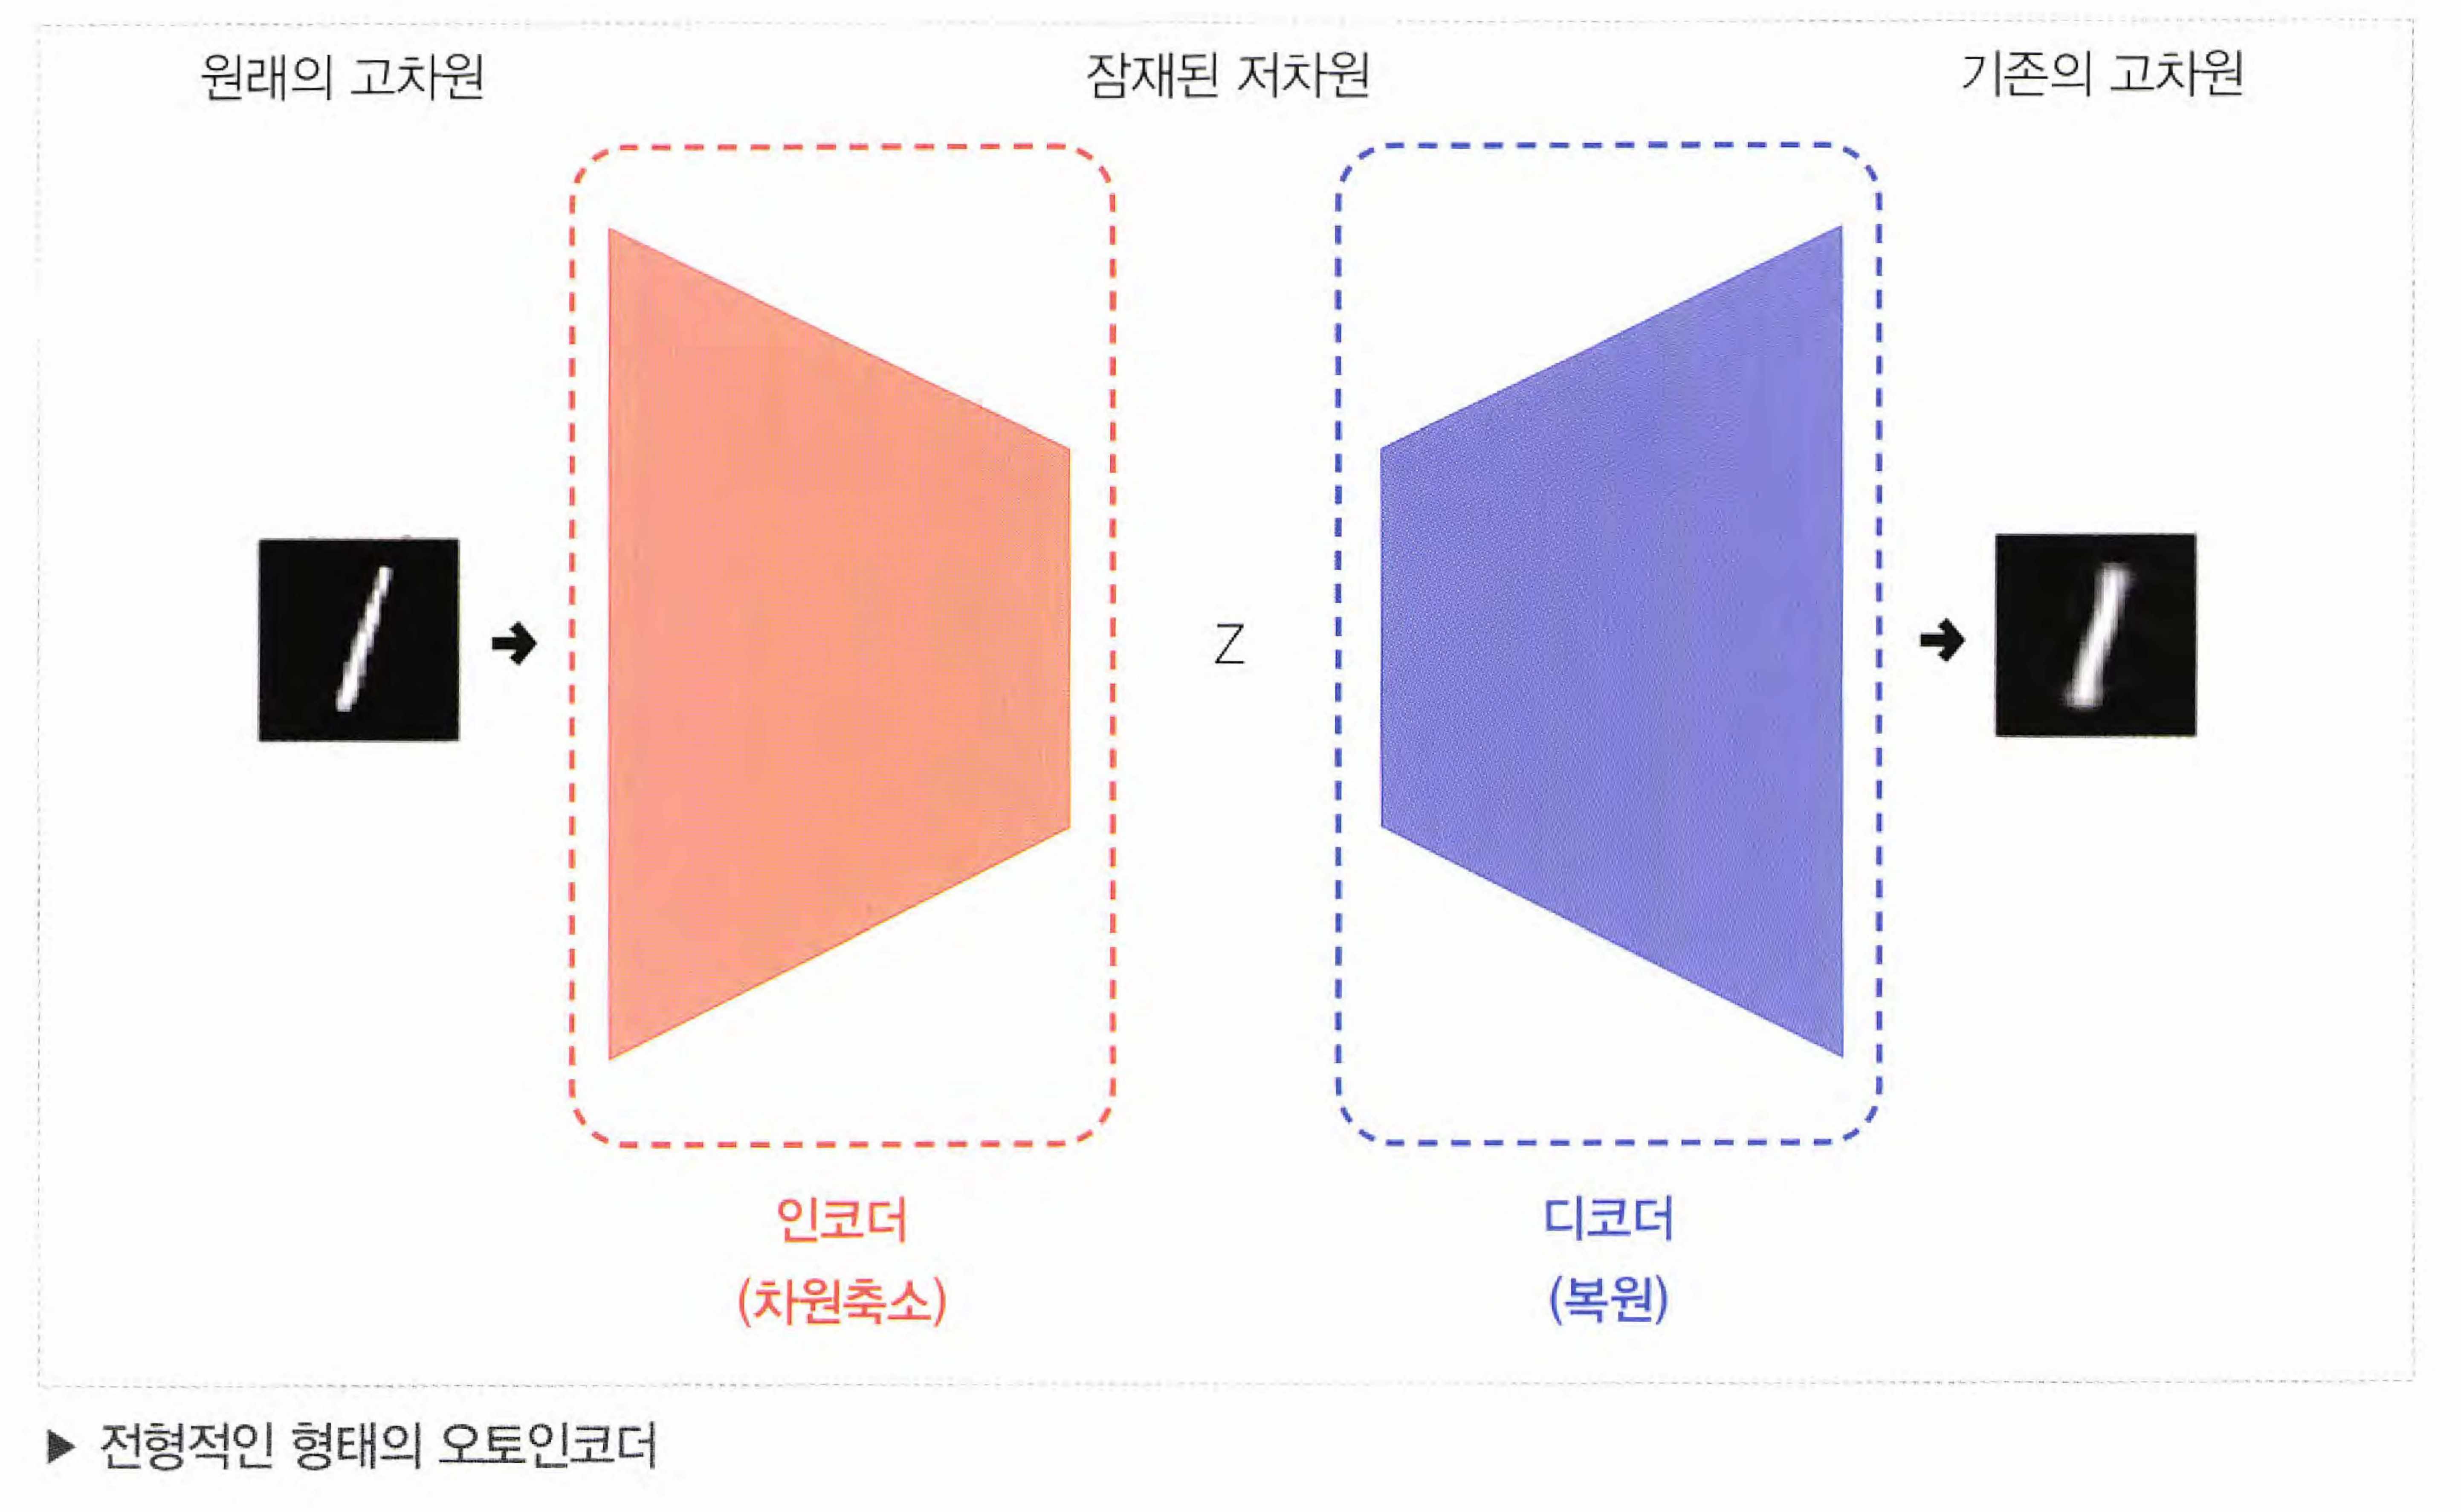 원래의 고차원
잠재된 저차원
기존의 고차원
z
인코더
(차원축소)
디코더
(복원)
▶ 전형적인 형태의 오토인코더